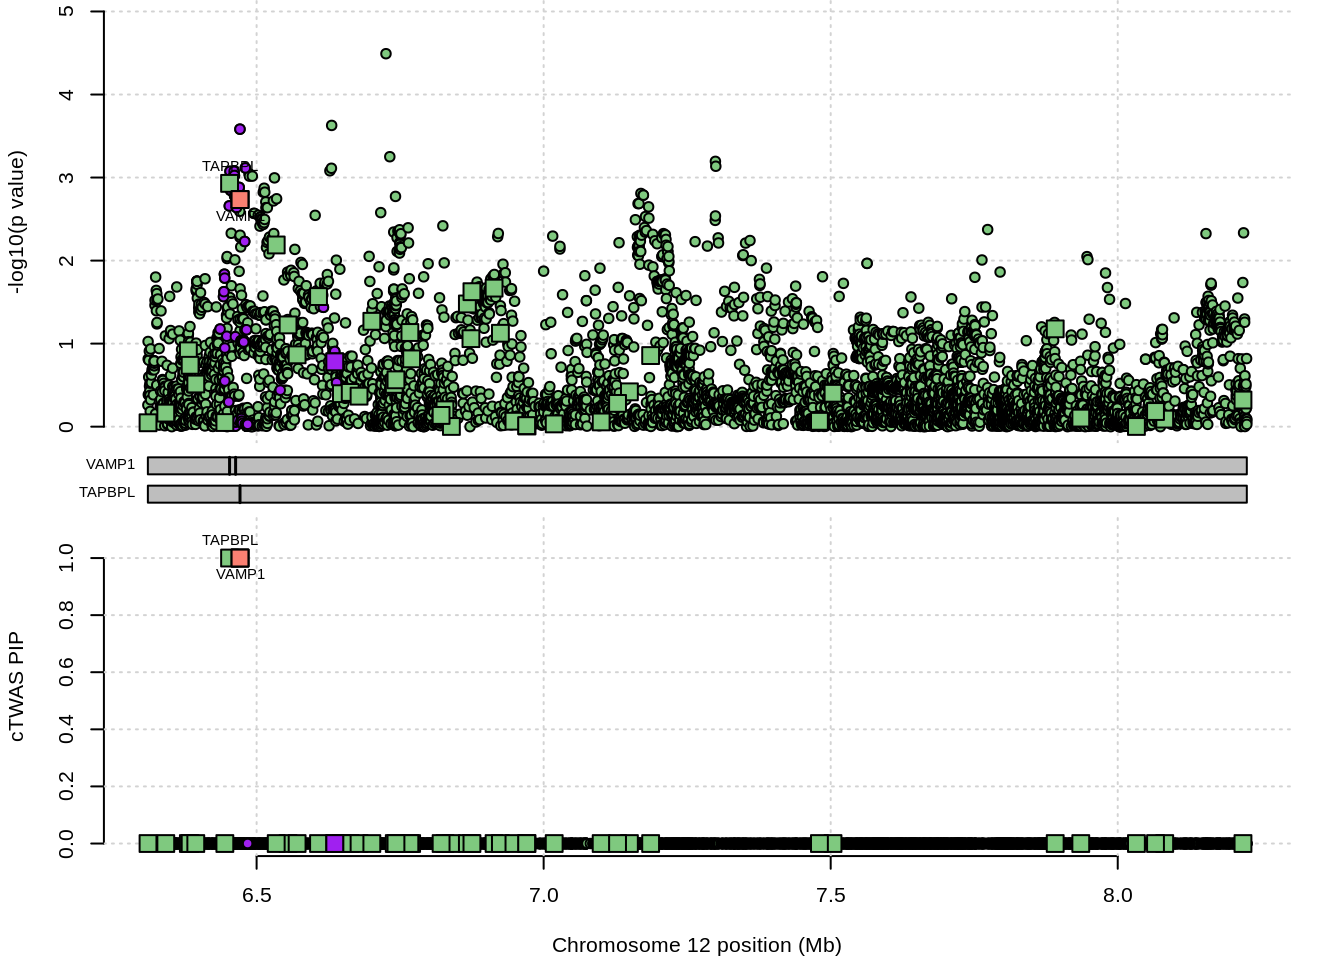 5
4
3
2
1
0
-log10(p value)
TAPBPL
VAMP1
VAMP1
TAPBPL
TAPBPL
VAMP1
1.0
0.8
0.6
0.4
0.2
0.0
cTWAS PIP
6.5 7.0 7.5 8.0
Chromosome 12 position (Mb)